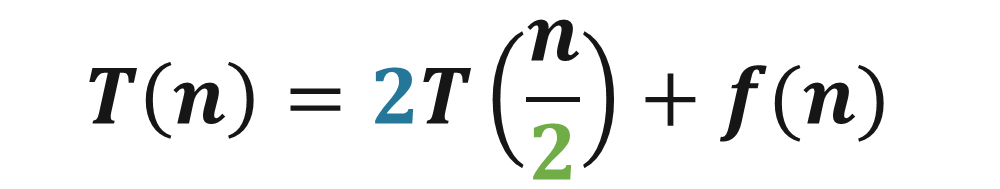 T(n) = 2T(n/2) + f(n)